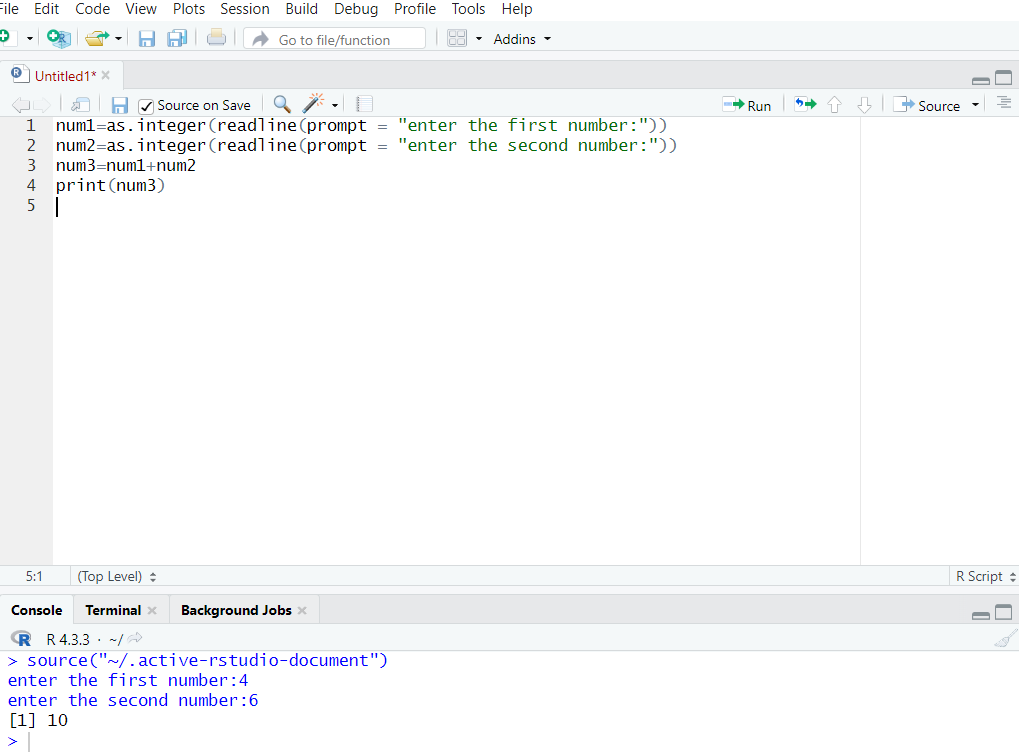 File Edit Code View Plots Session Build Debug Profile Tools Help
Go to file/function Addins
Untitled1*
Source on Save Run Source
1 num1=as.integer(readline(prompt = "enter the first number:"))
2 num2=as.integer(readline(prompt = "enter the second number:"))
3 num3=num1+num2
4 print(num3)
5
5:1 (Top Level) R Script
Console Terminal Background Jobs
R R 4.3.3 · ~/
> source("~/.active-rstudio-document")
enter the first number:4
enter the second number:6
[1] 10
>